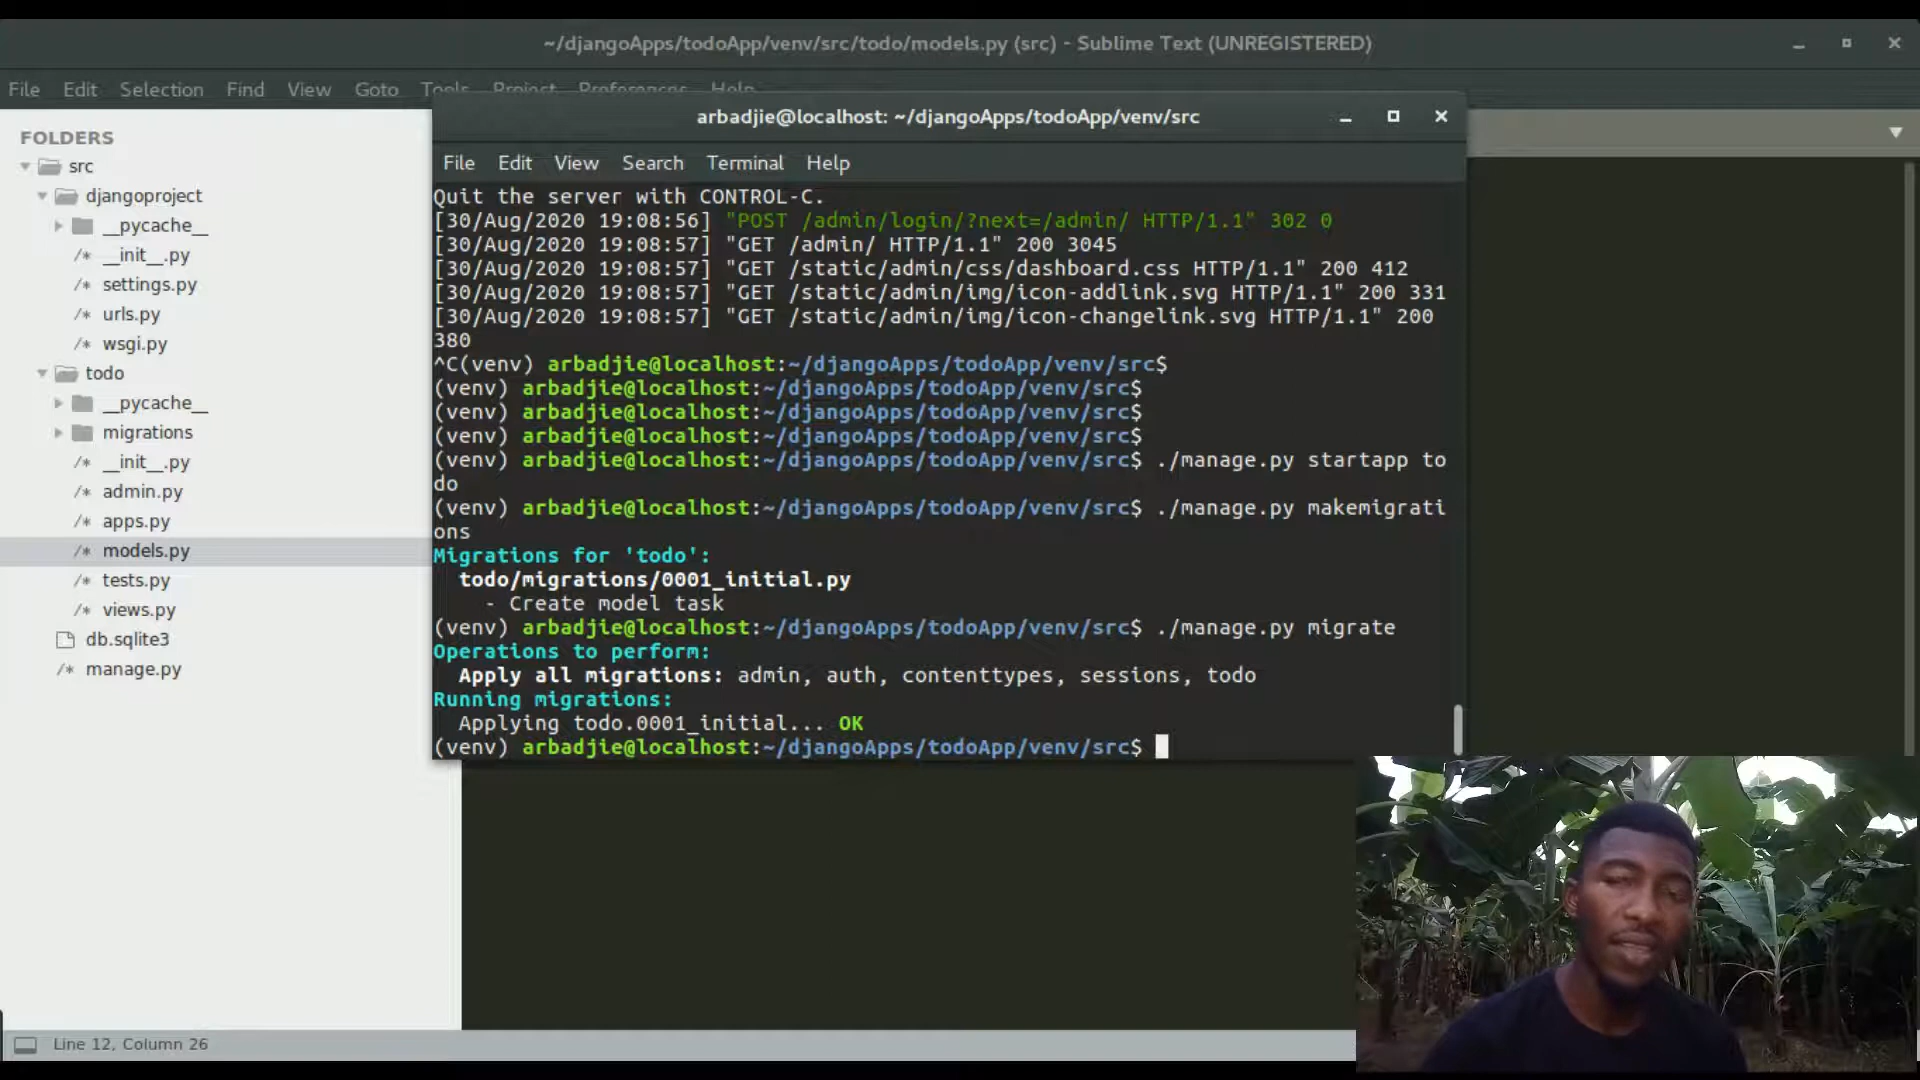 ~/djangoApps/todoApp/venv/src/todo/models.py (src) - Sublime Text (UNREGISTERED)
File Edit Selection Find View Goto Tools Project Preferences Help
FOLDERS
src
djangoproject
__pycache__
/* __init__.py
/* settings.py
/* urls.py
/* wsgi.py
todo
__pycache__
migrations
/* __init__.py
/* admin.py
/* apps.py
/* models.py
/* tests.py
/* views.py
db.sqlite3
/* manage.py
arbadjie@localhost: ~/djangoApps/todoApp/venv/src
File Edit View Search Terminal Help
Quit the server with CONTROL-C.
[30/Aug/2020 19:08:56] "POST /admin/login/?next=/admin/ HTTP/1.1" 302 0
[30/Aug/2020 19:08:57] "GET /admin/ HTTP/1.1" 200 3045
[30/Aug/2020 19:08:57] "GET /static/admin/css/dashboard.css HTTP/1.1" 200 412
[30/Aug/2020 19:08:57] "GET /static/admin/img/icon-addlink.svg HTTP/1.1" 200 331
[30/Aug/2020 19:08:57] "GET /static/admin/img/icon-changelink.svg HTTP/1.1" 200
380
^C(venv) arbadjie@localhost:~/djangoApps/todoApp/venv/src$
(venv) arbadjie@localhost:~/djangoApps/todoApp/venv/src$
(venv) arbadjie@localhost:~/djangoApps/todoApp/venv/src$
(venv) arbadjie@localhost:~/djangoApps/todoApp/venv/src$
(venv) arbadjie@localhost:~/djangoApps/todoApp/venv/src$ ./manage.py startapp to
do
(venv) arbadjie@localhost:~/djangoApps/todoApp/venv/src$ ./manage.py makemigrati
ons
Migrations for 'todo':
todo/migrations/0001_initial.py
- Create model task
(venv) arbadjie@localhost:~/djangoApps/todoApp/venv/src$ ./manage.py migrate
Operations to perform:
Apply all migrations: admin, auth, contenttypes, sessions, todo
Running migrations:
Applying todo.0001_initial... OK
(venv) arbadjie@localhost:~/djangoApps/todoApp/venv/src$
Line 12, Column 26